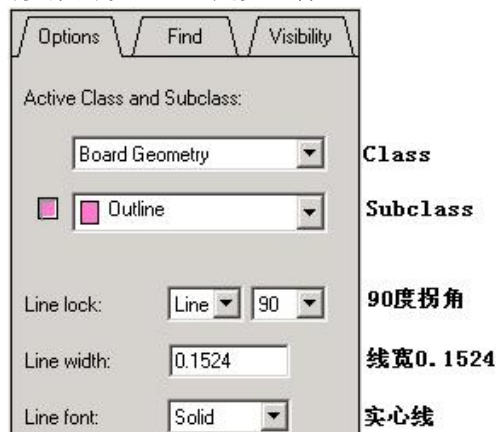 Options Find Visibility
Active Class and Subclass:
Board Geometry Class
Outline Subclass
Line lock: Line 90 90度拐角
Line width: 0.1524 线宽0.1524
Line font: Solid 实心线